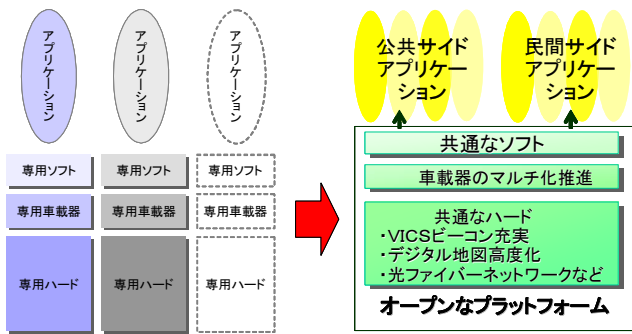 アプリケーション
アプリケーション
アプリケーション
専用ソフト
専用ソフト
専用ソフト
専用車載器
専用車載器
専用車載器
専用ハード
専用ハード
専用ハード
公共サイド
アプリケー
ション
民間サイド
アプリケー
ション
共通なソフト
車載器のマルチ化推進
共通なハード
・VICSビーコン充実
・デジタル地図高度化
・光ファイバーネットワークなど
オープンなプラットフォーム